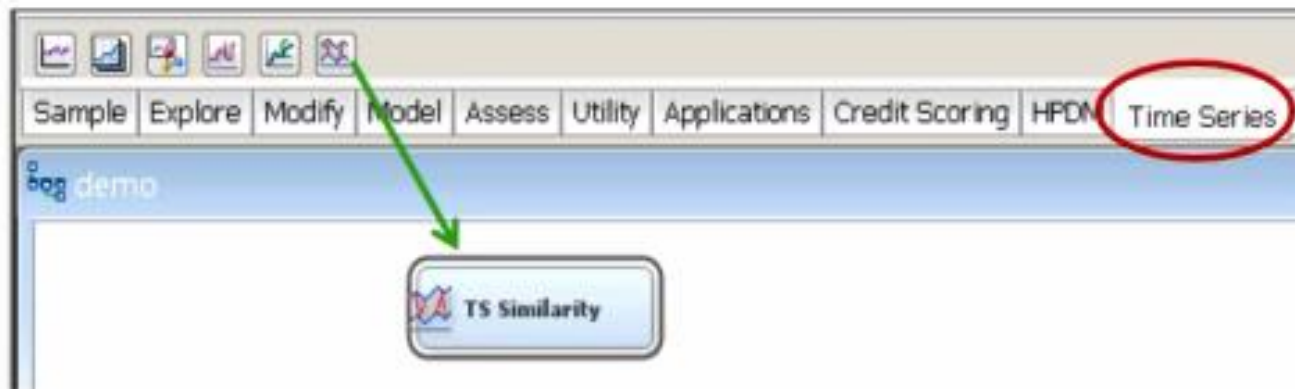 Sample Explore Modify Model Assess Utility Applications Credit Scoring HPDM Time Series
demo
TS Similarity